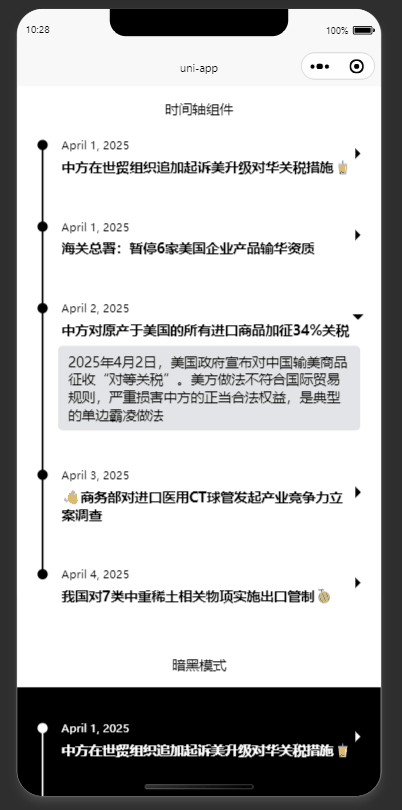 10:28
100%
uni-app
时间轴组件
April 1, 2025
中方在世贸组织追加起诉美升级对华关税措施
April 1, 2025
海关总署：暂停6家美国企业产品输华资质
April 2, 2025
中方对原产于美国的所有进口商品加征34%关税
2025年4月2日，美国政府宣布对中国输美商品
征收“对等关税”。美方做法不符合国际贸易
规则，严重损害中方的正当合法权益，是典型
的单边霸凌做法
April 3, 2025
商务部对进口医用CT球管发起产业竞争力立
案调查
April 4, 2025
我国对7类中重稀土相关物项实施出口管制
暗黑模式
April 1, 2025
中方在世贸组织追加起诉美升级对华关税措施